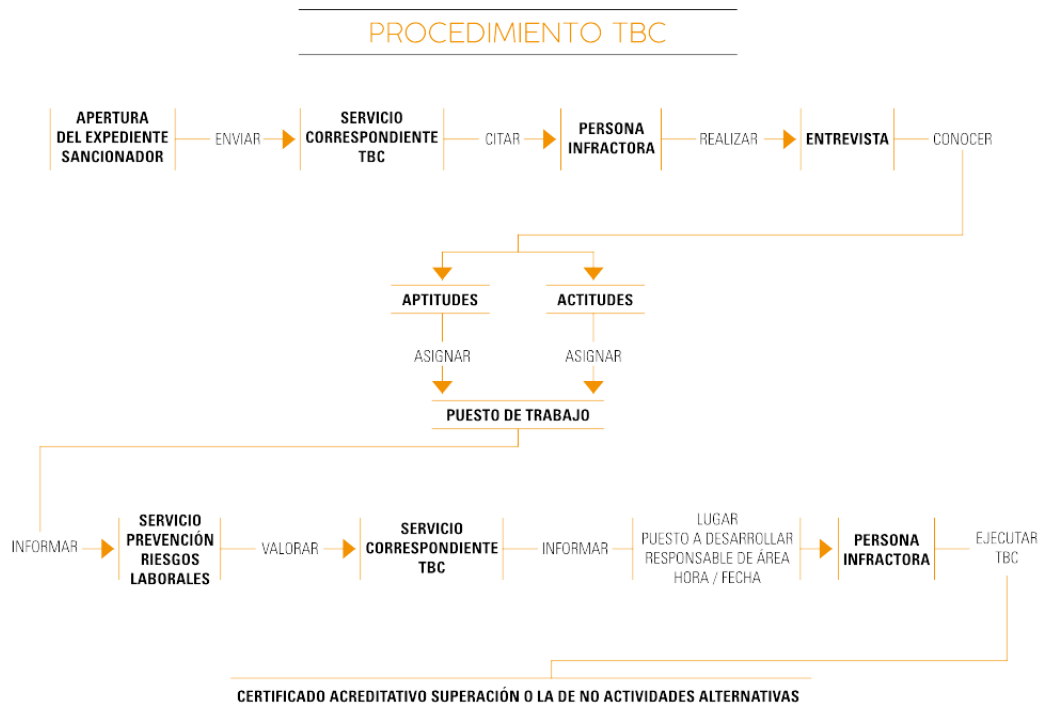 PROCEDIMIENTO TBC
APERTURA
DEL EXPEDIENTE
SANCIONADOR
ENVIAR
SERVICIO
CORRESPONDIENTE
TBC
CITAR
PERSONA
INFRACTORA
REALIZAR
ENTREVISTA
CONOCER
APTITUDES
ACTITUDES
ASIGNAR
ASIGNAR
PUESTO DE TRABAJO
INFORMAR
SERVICIO
PREVENCIÓN
RIESGOS
LABORALES
VALORAR
SERVICIO
CORRESPONDIENTE
TBC
INFORMAR
LUGAR
PUESTO A DESARROLLAR
RESPONSABLE DE ÁREA
HORA / FECHA
PERSONA
INFRACTORA
EJECUTAR
TBC
CERTIFICADO ACREDITATIVO SUPERACIÓN O LA DE NO ACTIVIDADES ALTERNATIVAS